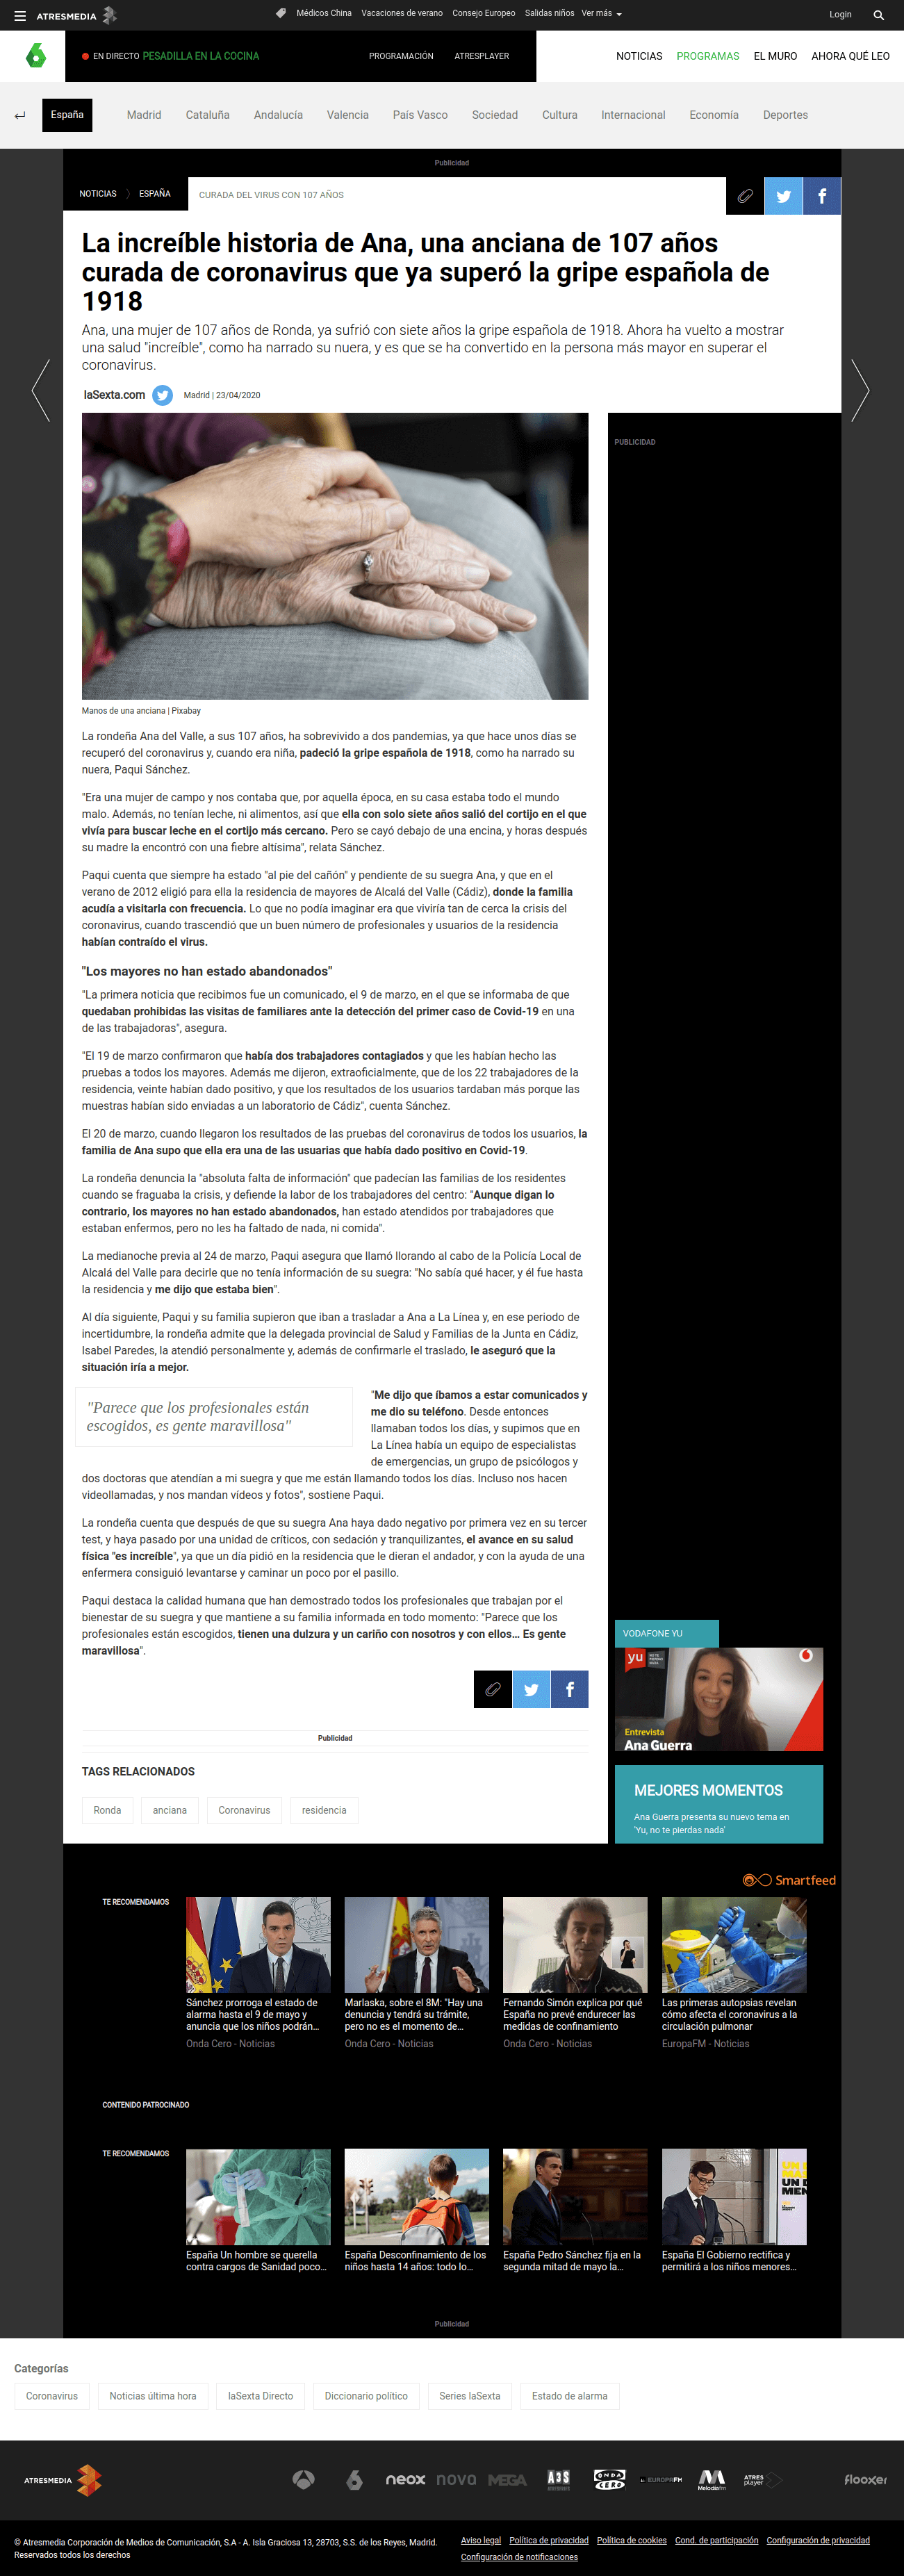 ATRESMEDIA
Médicos China Vacaciones de verano Consejo Europeo Salidas niños Ver más
Login
EN DIRECTO PESADILLA EN LA COCINA
PROGRAMACIÓN ATRESPLAYER
NOTICIAS PROGRAMAS EL MURO AHORA QUÉ LEO
España Madrid Cataluña Andalucía Valencia País Vasco Sociedad Cultura Internacional Economía Deportes
Publicidad
NOTICIAS ESPAÑA CURADA DEL VIRUS CON 107 AÑOS
La increíble historia de Ana, una anciana de 107 años
curada de coronavirus que ya superó la gripe española de
1918
Ana, una mujer de 107 años de Ronda, ya sufrió con siete años la gripe española de 1918. Ahora ha vuelto a mostrar
una salud "increíble", como ha narrado su nuera, y es que se ha convertido en la persona más mayor en superar el
coronavirus.
laSexta.com Madrid | 23/04/2020
PUBLICIDAD
Manos de una anciana | Pixabay
La rondeña Ana del Valle, a sus 107 años, ha sobrevivido a dos pandemias, ya que hace unos días se
recuperó del coronavirus y, cuando era niña, padeció la gripe española de 1918, como ha narrado su
nuera, Paqui Sánchez.
"Era una mujer de campo y nos contaba que, por aquella época, en su casa estaba todo el mundo
malo. Además, no tenían leche, ni alimentos, así que ella con solo siete años salió del cortijo en el que
vivía para buscar leche en el cortijo más cercano. Pero se cayó debajo de una encina, y horas después
su madre la encontró con una fiebre altísima", relata Sánchez.
Paqui cuenta que siempre ha estado "al pie del cañón" y pendiente de su suegra Ana, y que en el
verano de 2012 eligió para ella la residencia de mayores de Alcalá del Valle (Cádiz), donde la familia
acudía a visitarla con frecuencia. Lo que no podía imaginar era que viviría tan de cerca la crisis del
coronavirus, cuando trascendió que un buen número de profesionales y usuarios de la residencia
habían contraído el virus.
"Los mayores no han estado abandonados"
"La primera noticia que recibimos fue un comunicado, el 9 de marzo, en el que se informaba de que
quedaban prohibidas las visitas de familiares ante la detección del primer caso de Covid-19 en una
de las trabajadoras", asegura.
"El 19 de marzo confirmaron que había dos trabajadores contagiados y que les habían hecho las
pruebas a todos los mayores. Además me dijeron, extraoficialmente, que de los 22 trabajadores de la
residencia, veinte habían dado positivo, y que los resultados de los usuarios tardaban más porque las
muestras habían sido enviadas a un laboratorio de Cádiz", cuenta Sánchez.
El 20 de marzo, cuando llegaron los resultados de las pruebas del coronavirus de todos los usuarios, la
familia de Ana supo que ella era una de las usuarias que había dado positivo en Covid-19.
La rondeña denuncia la "absoluta falta de información" que padecían las familias de los residentes
cuando se fraguaba la crisis, y defiende la labor de los trabajadores del centro: "Aunque digan lo
contrario, los mayores no han estado abandonados, han estado atendidos por trabajadores que
estaban enfermos, pero no les ha faltado de nada, ni comida".
La medianoche previa al 24 de marzo, Paqui asegura que llamó llorando al cabo de la Policía Local de
Alcalá del Valle para decirle que no tenía información de su suegra: "No sabía qué hacer, y él fue hasta
la residencia y me dijo que estaba bien".
Al día siguiente, Paqui y su familia supieron que iban a trasladar a Ana a La Línea y, en ese periodo de
incertidumbre, la rondeña admite que la delegada provincial de Salud y Familias de la Junta en Cádiz,
Isabel Paredes, la atendió personalmente y, además de confirmarle el traslado, le aseguró que la
situación iría a mejor.
"Parece que los profesionales están
escogidos, es gente maravillosa"
"Me dijo que íbamos a estar comunicados y
me dio su teléfono. Desde entonces
llamaban todos los días, y supimos que en
La Línea había un equipo de especialistas
de emergencias, un grupo de psicólogos y
dos doctoras que atendían a mi suegra y que me están llamando todos los días. Incluso nos hacen
videollamadas, y nos mandan vídeos y fotos", sostiene Paqui.
La rondeña cuenta que después de que su suegra Ana haya dado negativo por primera vez en su tercer
test, y haya pasado por una unidad de críticos, con sedación y tranquilizantes, el avance en su salud
física "es increíble", ya que un día pidió en la residencia que le dieran el andador, y con la ayuda de una
enfermera consiguió levantarse y caminar un poco por el pasillo.
Paqui destaca la calidad humana que han demostrado todos los profesionales que trabajan por el
bienestar de su suegra y que mantiene a su familia informada en todo momento: "Parece que los
profesionales están escogidos, tienen una dulzura y un cariño con nosotros y con ellos... Es gente
maravillosa".
VODAFONE YU
yu
Entrevista
Ana Guerra
MEJORES MOMENTOS
Ana Guerra presenta su nuevo tema en
'Yu, no te pierdas nada'
Publicidad
TAGS RELACIONADOS
Ronda anciana Coronavirus residencia
Smartfeed
TE RECOMENDAMOS
Sánchez prorroga el estado de
alarma hasta el 9 de mayo y
anuncia que los niños podrán...
Onda Cero - Noticias
Marlaska, sobre el 8M: "Hay una
denuncia y tendrá su trámite,
pero no es el momento de...
Onda Cero - Noticias
Fernando Simón explica por qué
España no prevé endurecer las
medidas de confinamiento
Onda Cero - Noticias
Las primeras autopsias revelan
cómo afecta el coronavirus a la
circulación pulmonar
EuropaFM - Noticias
CONTENIDO PATROCINADO
TE RECOMENDAMOS
España Un hombre se querella
contra cargos de Sanidad poco...
España Desconfinamiento de los
niños hasta 14 años: todo lo...
España Pedro Sánchez fija en la
segunda mitad de mayo la...
España El Gobierno rectifica y
permitirá a los niños menores...
Publicidad
Categorías
Coronavirus Noticias última hora laSexta Directo Diccionario político Series laSexta Estado de alarma
ATRESMEDIA
neox nova MEGA A3S ONDA CERO EUROPA FM Melodía fm ATRES player flooxer
© Atresmedia Corporación de Medios de Comunicación, S.A - A. Isla Graciosa 13, 28703, S.S. de los Reyes, Madrid.
Reservados todos los derechos
Aviso legal Política de privacidad Política de cookies Cond. de participación Configuración de privacidad
Configuración de notificaciones